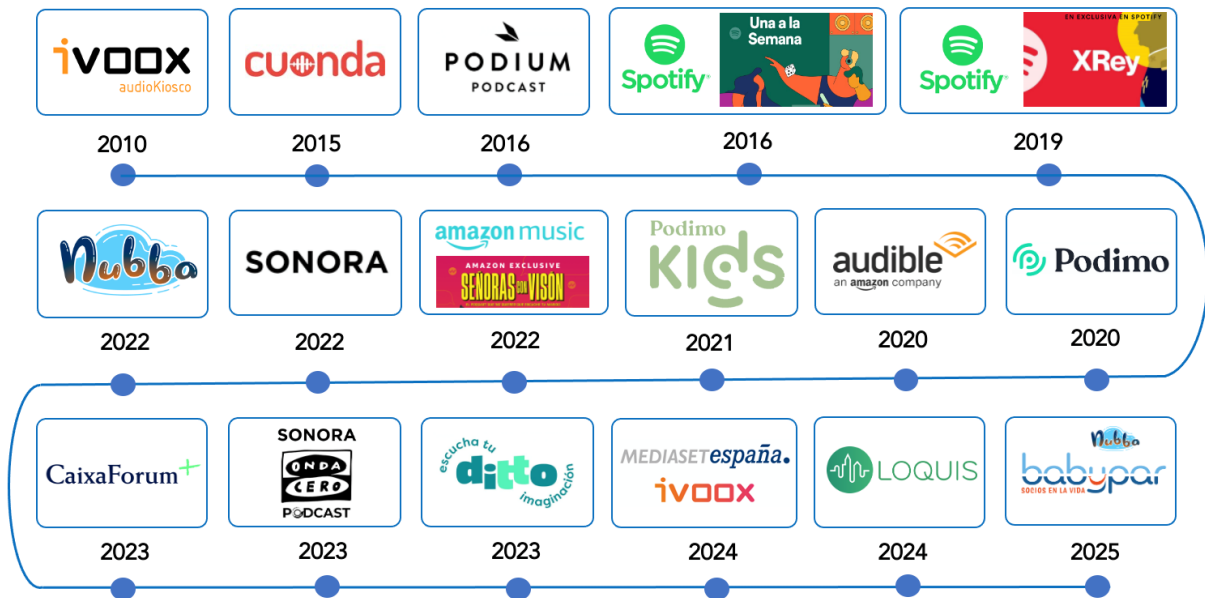 ivoox
audioKiosco
2010
cuonda
2015
PODIUM
PODCAST
2016
Spotify
Una a la
Semana
2016
Spotify
EN EXCLUSIVA EN SPOTIFY
XRey
2019
Nubba
2022
SONORA
2022
amazon music
AMAZON EXCLUSIVE
SEÑORAS CON VISÓN
2022
Podimo
KIds
2021
audible
an amazon company
2020
Podimo
2020
CaixaForum+
2023
SONORA
ONDA
CERO
PODCAST
2023
escucha tu
ditto
imaginación
2023
MEDIASETespaña.
ivoox
2024
LOQUIS
2024
Nubba
babypar
SOCIOS EN LA VIDA
2025